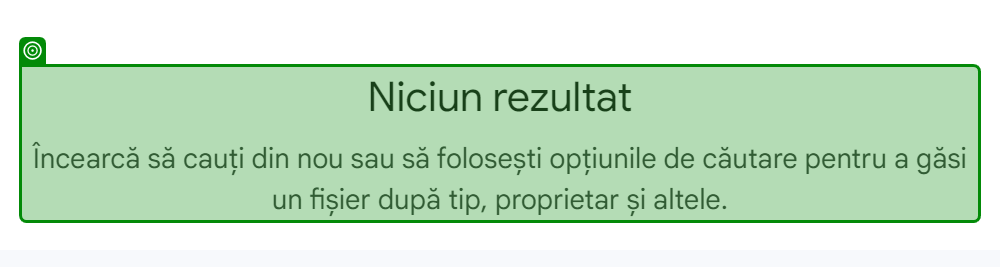 Niciun rezultat
Încearcă să cauți din nou sau să folosești opțiunile de căutare pentru a găsi
un fișier după tip, proprietar și altele.